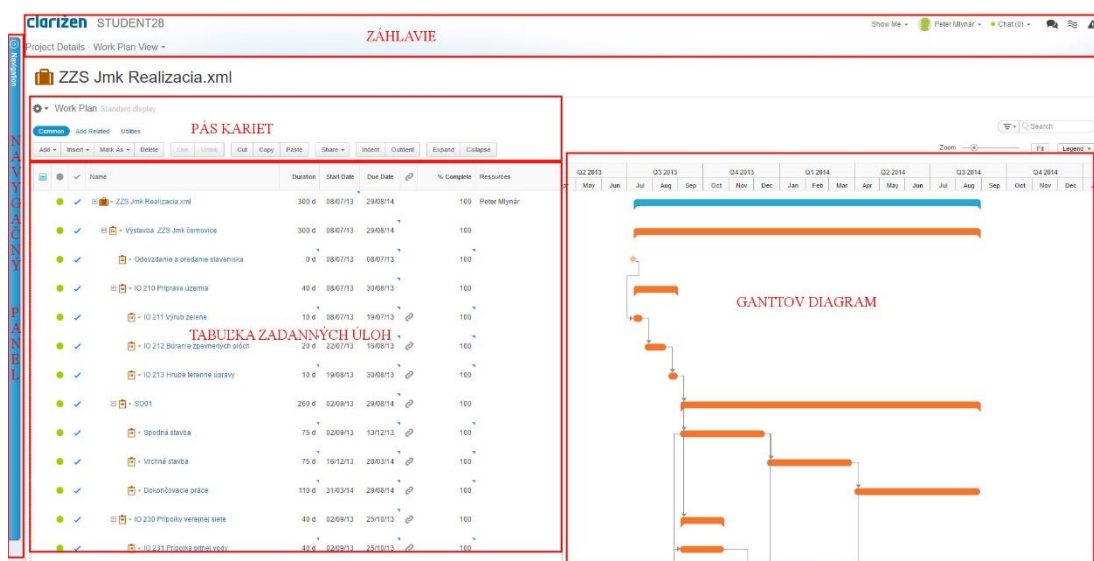 clarizen STUDENT28
Show Me Peter Mlynár Chat (0)
ZÁHLAVIE
Project Details Work Plan View
Navigation
NAVYGAČNÝ PANEL
ZZS Jmk Realizacia.xml
Work Plan Standard display
PÁS KARIET
Common Add Related Utilities
Search
Add Insert Mark As Delete Link Unlink Cut Copy Paste Share Indent Outdent Expand Collapse
Zoom Fit Legend
Name Duration Start Date Due Date % Complete Resources
Q2 2013 Q3 2013 Q4 2013 Q1 2014 Q2 2014 Q3 2014 Q4 2014
May Jun Jul Aug Sep Oct Nov Dec Jan Feb Mar Apr May Jun Jul Aug Sep Oct Nov Dec
ZZS Jmk Realizacia.xml 300 d 08/07/13 29/08/14 100 Peter Mlynár
Výstavba ZZS Jmk černovice 300 d 08/07/13 29/08/14 100
Odovzdanie a predanie staveniska 0 d 08/07/13 08/07/13 100
IO 210 Príprava územia 40 d 08/07/13 30/08/13 100
GANTTOV DIAGRAM
IO 211 Výrub zelene 10 d 08/07/13 19/07/13 100
TABUĽKA ZADANNÝCH ÚLOH
IO 212 Búranie zpevnených plôch 20 d 22/07/13 16/08/13 100
IO 213 Hrubé terénne úpravy 10 d 19/08/13 30/08/13 100
SO01 260 d 02/09/13 29/08/14 100
Spodná stavba 75 d 02/09/13 13/12/13 100
Vrchná stavba 75 d 16/12/13 28/03/14 100
Dokončovacie práce 110 d 31/03/14 29/08/14 100
IO 230 Prípojky verejnej siete 40 d 02/09/13 25/10/13 100
IO 231 Prípojka pitnej vody 40 d 02/09/13 25/10/13 100